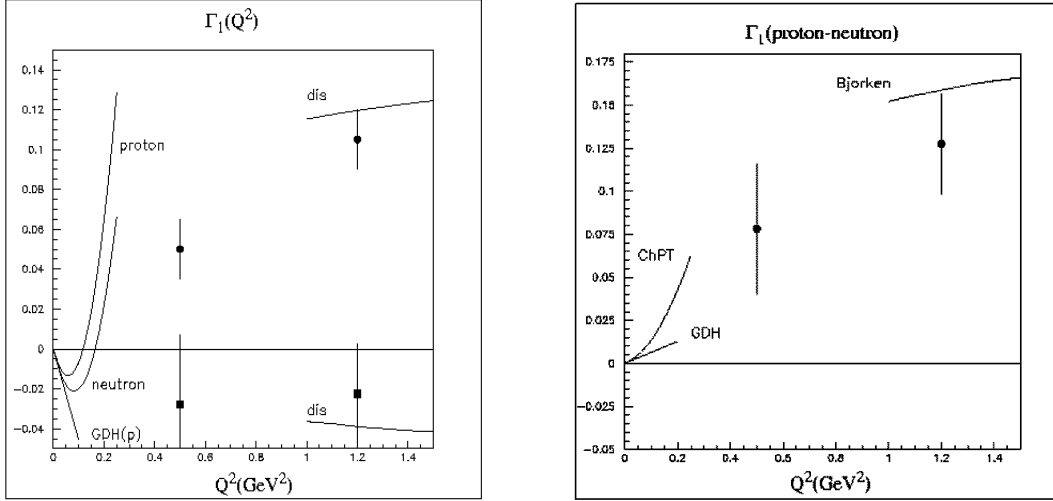 Γ₁(Q²)
0.14
0.12
0.1
0.08
0.06
0.04
0.02
0
−0.02
−0.04
dis
proton
neutron
GDH(p)
dis
0 0.2 0.4 0.6 0.8 1 1.2 1.4
Q²(GeV²)
Γ₁(proton-neutron)
0.175
0.15
0.125
0.1
0.075
0.05
0.025
0
−0.025
−0.05
Bjorken
ChPT
GDH
0 0.2 0.4 0.6 0.8 1 1.2 1.4
Q²(GeV²)